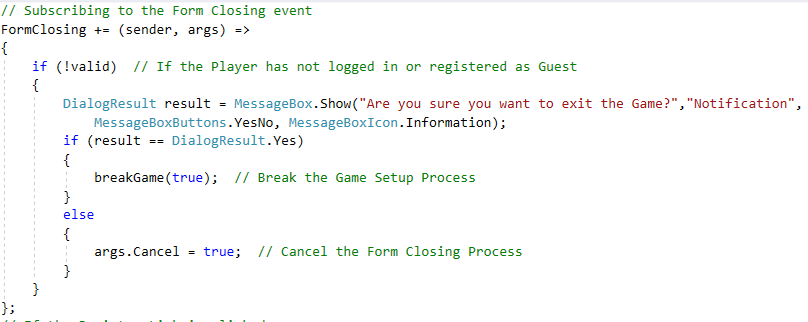 // Subscribing to the Form Closing event
FormClosing += (sender, args) =>
{
if (!valid)  // If the Player has not logged in or registered as Guest
{
DialogResult result = MessageBox.Show("Are you sure you want to exit the Game?","Notification",
MessageBoxButtons.YesNo, MessageBoxIcon.Information);
if (result == DialogResult.Yes)
{
breakGame(true);  // Break the Game Setup Process
}
else
{
args.Cancel = true;  // Cancel the Form Closing Process
}
}
};